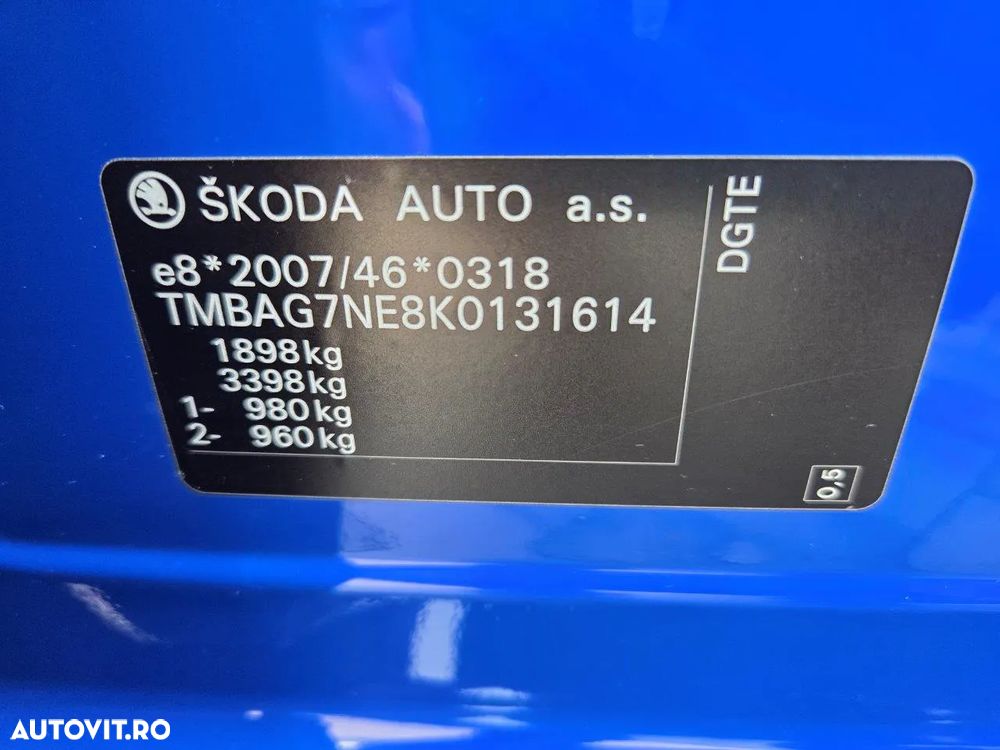 ŠKODA AUTO a.s.
e8*2007/46*0318
TMBAG7NE8K0131614
1898kg
3398kg
1- 980kg
2- 960kg
DGTE
0,5
AUTOVIT.RO